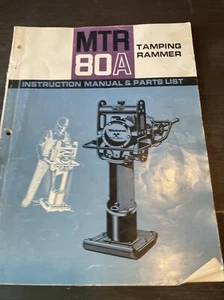 MTR
80A
TAMPING
RAMMER
INSTRUCTION MANUAL & PARTS LIST